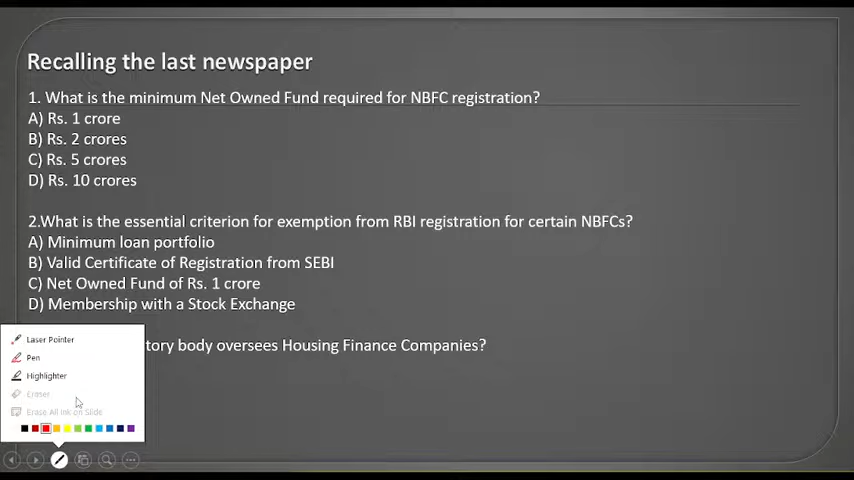 Recalling the last newspaper
1. What is the minimum Net Owned Fund required for NBFC registration?
A) Rs. 1 crore
B) Rs. 2 crores
C) Rs. 5 crores
D) Rs. 10 crores
2.What is the essential criterion for exemption from RBI registration for certain NBFCs?
A) Minimum loan portfolio
B) Valid Certificate of Registration from SEBI
C) Net Owned Fund of Rs. 1 crore
D) Membership with a Stock Exchange
tory body oversees Housing Finance Companies?
Laser Pointer
Pen
Highlighter
Eraser
Erase All Ink on Slide